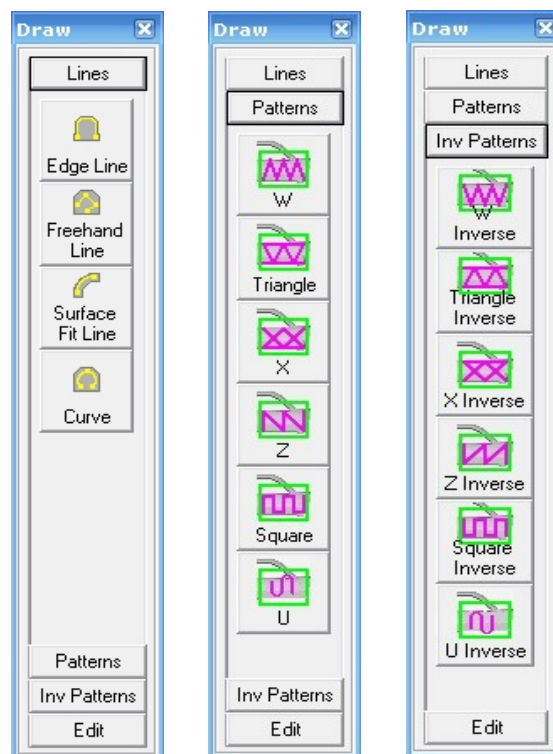 Draw
Lines
Edge Line
Freehand
Line
Surface
Fit Line
Curve
Patterns
Inv Patterns
Edit
Draw
Lines
Patterns
W
Triangle
X
Z
Square
U
Inv Patterns
Edit
Draw
Lines
Patterns
Inv Patterns
W
Inverse
Triangle
Inverse
X Inverse
Z Inverse
Square
Inverse
U Inverse
Edit